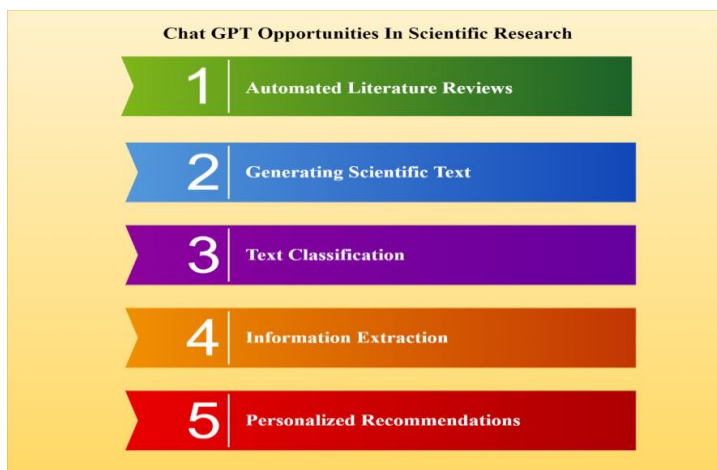 Chat GPT Opportunities In Scientific Research
1 Automated Literature Reviews
2 Generating Scientific Text
3 Text Classification
4 Information Extraction
5 Personalized Recommendations